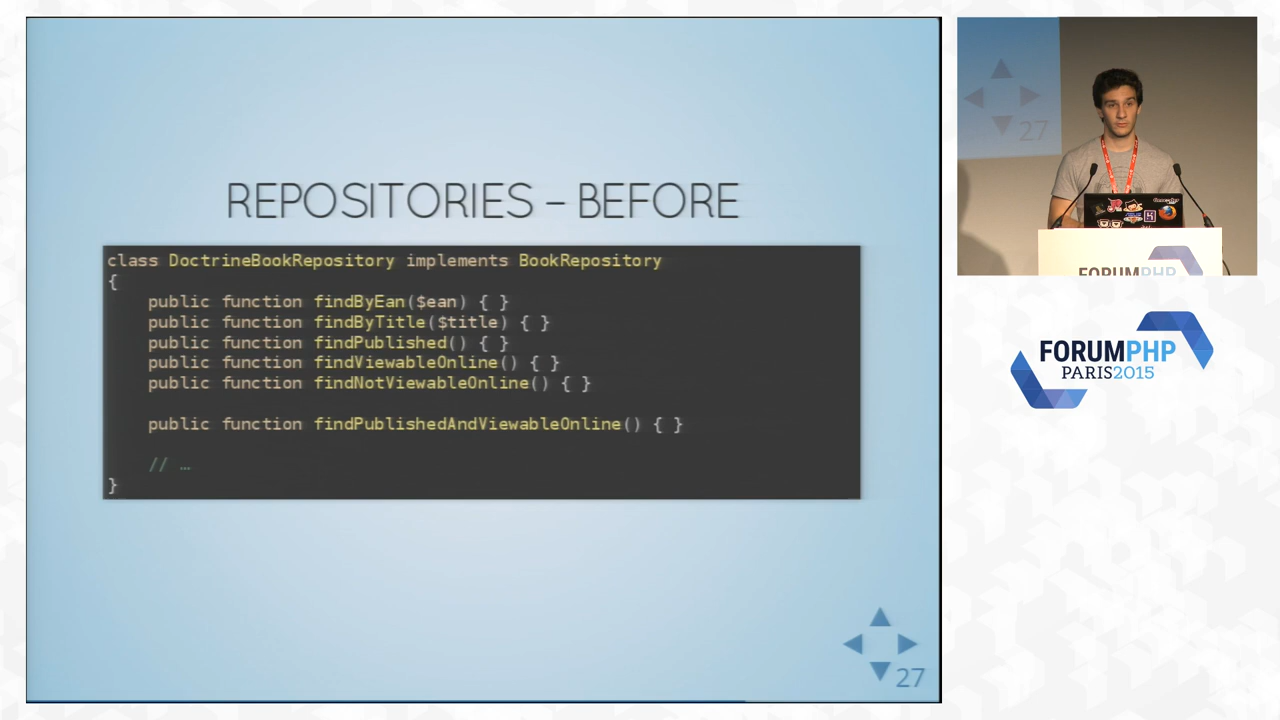 REPOSITORIES – BEFORE
class DoctrineBookRepository implements BookRepository
{
    public function findByEan($ean) { }
    public function findByTitle($title) { }
    public function findPublished() { }
    public function findViewableOnline() { }
    public function findNotViewableOnline() { }
    public function findPublishedAndViewableOnline() { }
    // …
}
27
27
FORUMPHP
FORUMPHP
PARIS2015